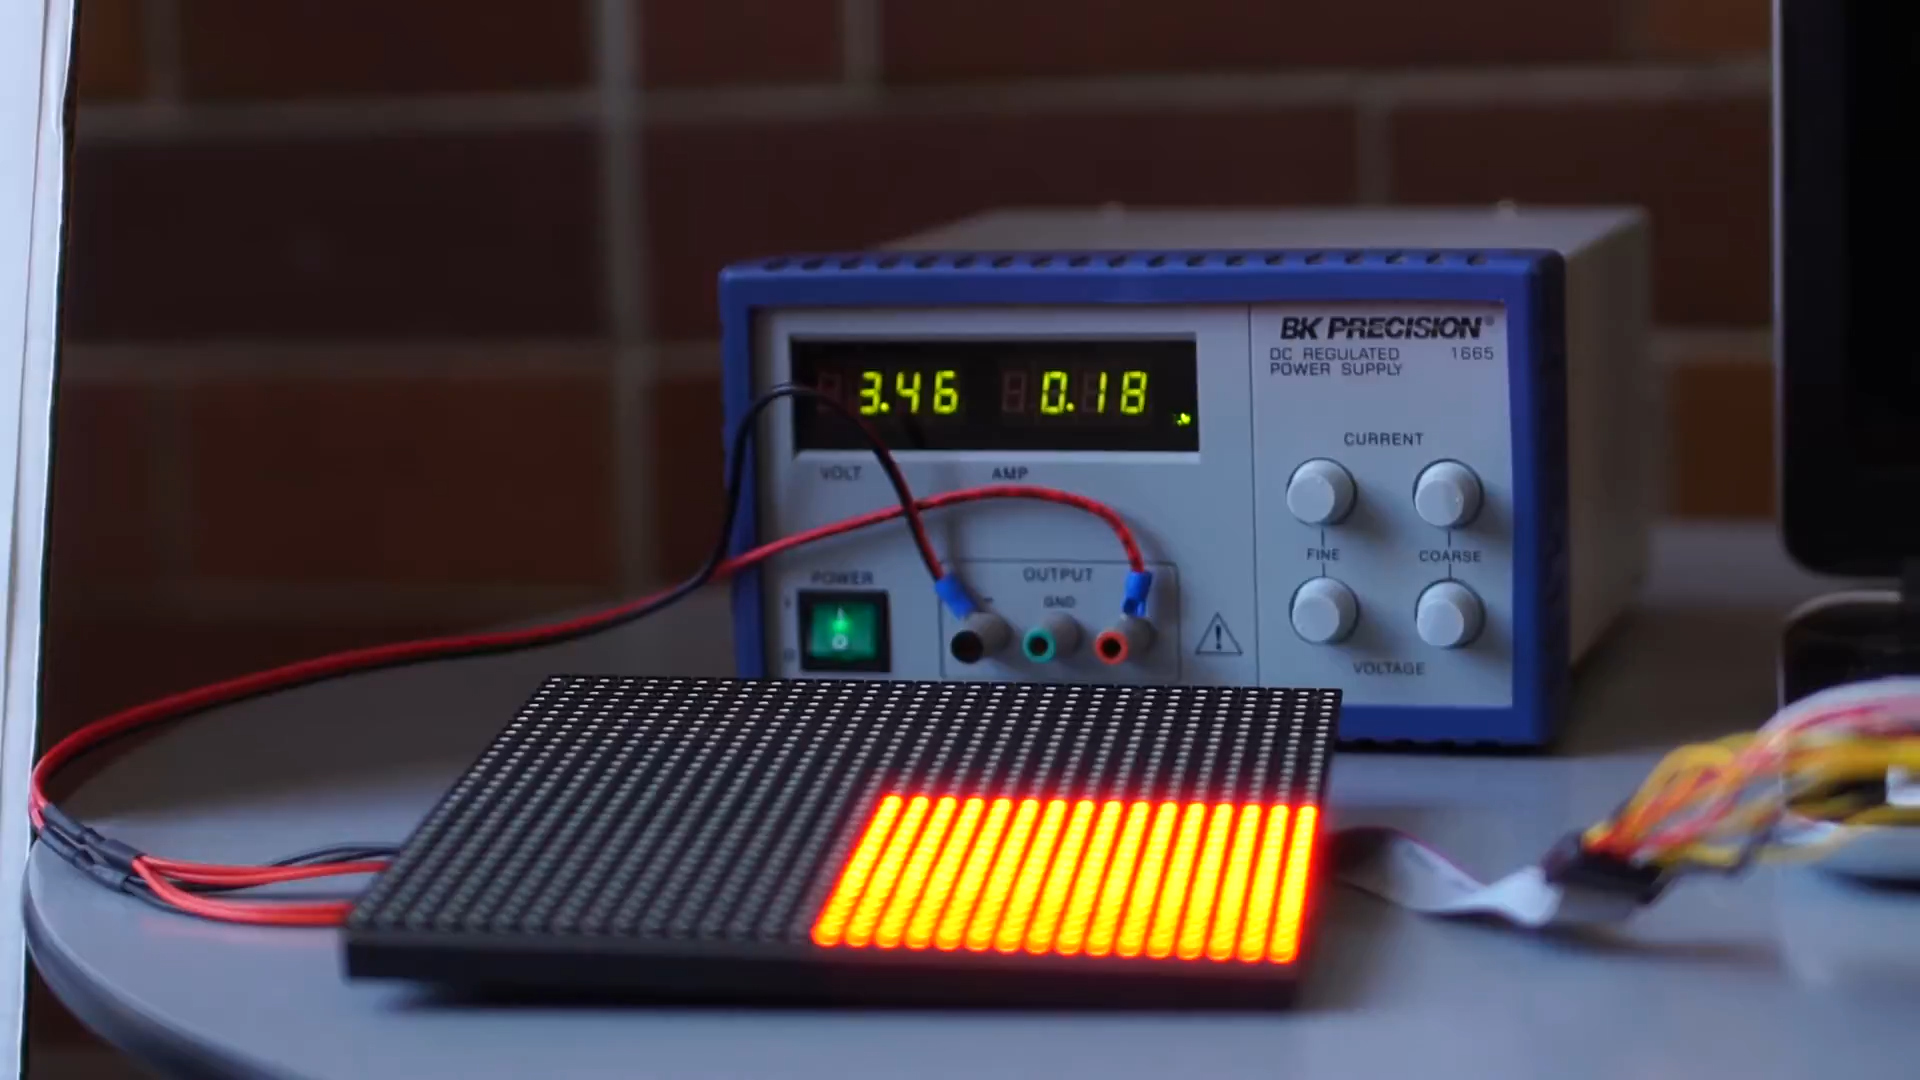 BK PRECISION®
DC REGULATED 1665
POWER SUPPLY
3.46 0.18
VOLT AMP
CURRENT
FINE COARSE
VOLTAGE
POWER
OUTPUT
GND